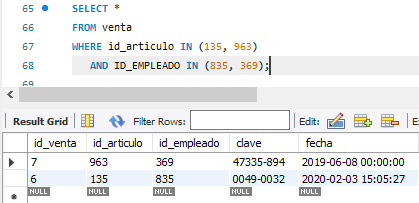 65 SELECT *
66 FROM venta
67 WHERE id_articulo IN (135, 963)
68 AND ID_EMPLEADO IN (835, 369);
69
Result Grid Filter Rows: Edit:
id_venta id_articulo id_empleado clave fecha
7 963 369 47335-894 2019-06-08 00:00:00
6 135 835 0049-0032 2020-02-03 15:05:27
NULL NULL NULL NULL NULL